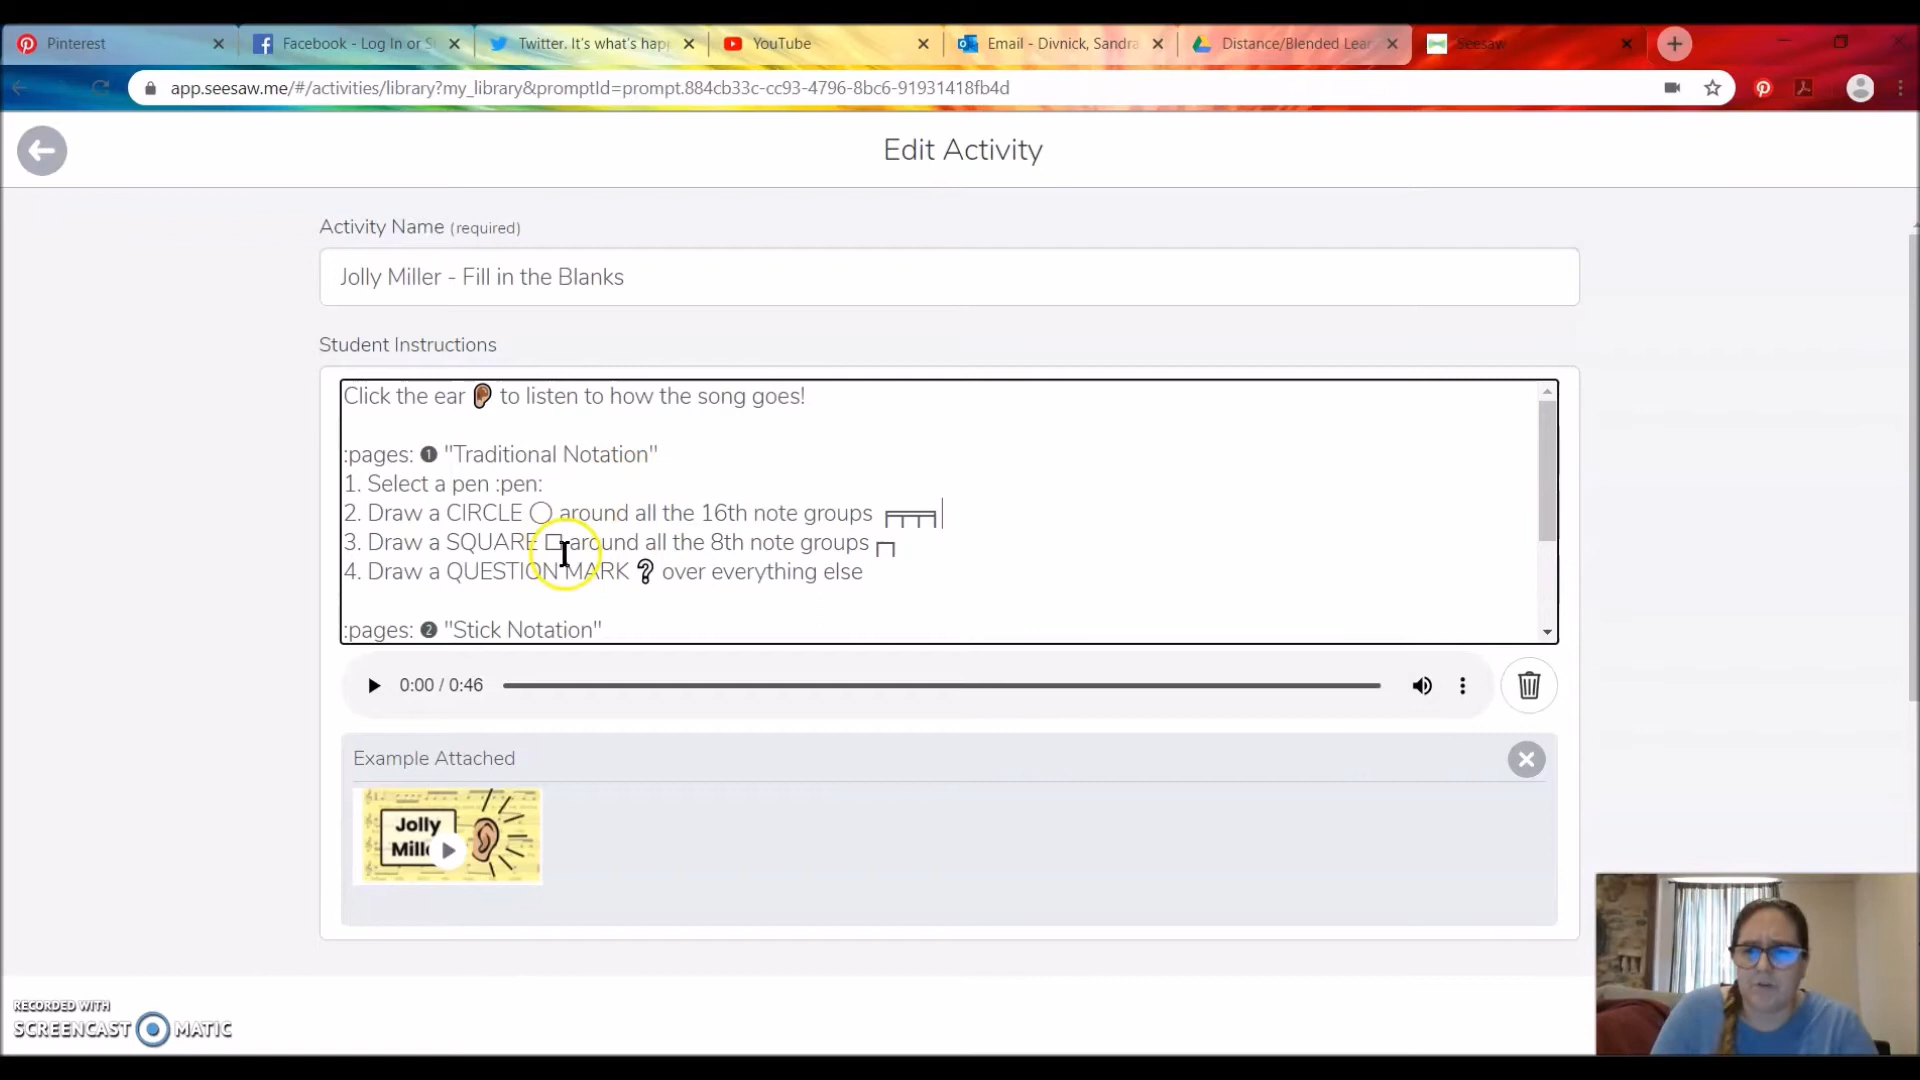 Pinterest
Facebook - Log In or S
Twitter. It's what's hap
YouTube
Email - Divnick, Sandra
Distance/Blended Lear
Seesaw
app.seesaw.me/#/activities/library?my_library&promptId=prompt.884cb33c-cc93-4796-8bc6-91931418fb4d
Edit Activity
Activity Name (required)
Jolly Miller - Fill in the Blanks
Student Instructions
Click the ear 👂 to listen to how the song goes!
:pages: ❶ "Traditional Notation"
1. Select a pen :pen:
2. Draw a CIRCLE ◯ around all the 16th note groups
3. Draw a SQUARE □ around all the 8th note groups
4. Draw a QUESTION MARK ? over everything else
:pages: ❷ "Stick Notation"
0:00 / 0:46
Example Attached
Jolly
Mill
RECORDED WITH
SCREENCAST MATIC